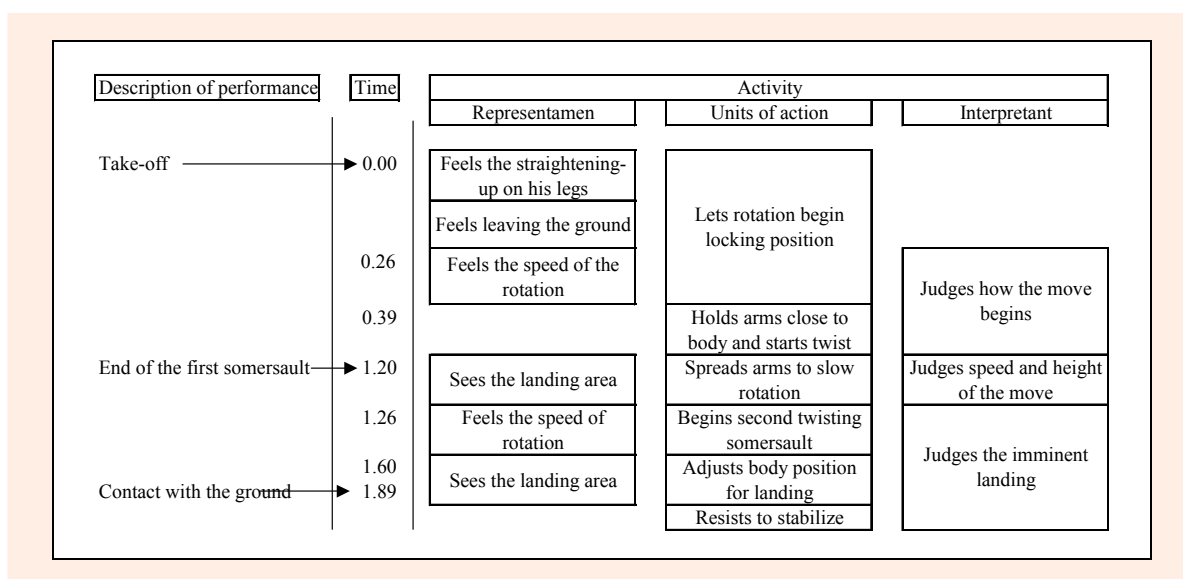 Description of performance Time Activity
Representamen Units of action Interpretant
Take-off 0.00 Feels the straightening-
up on his legs
Feels leaving the ground
Lets rotation begin
locking position
0.26 Feels the speed of the
rotation
Judges how the move
begins
0.39 Holds arms close to
body and starts twist
End of the first somersault 1.20 Sees the landing area
Spreads arms to slow
rotation
Judges speed and height
of the move
1.26 Feels the speed of
rotation
Begins second twisting
somersault
Judges the imminent
landing
1.60 Sees the landing area
Adjusts body position
for landing
Contact with the ground 1.89
Resists to stabilize